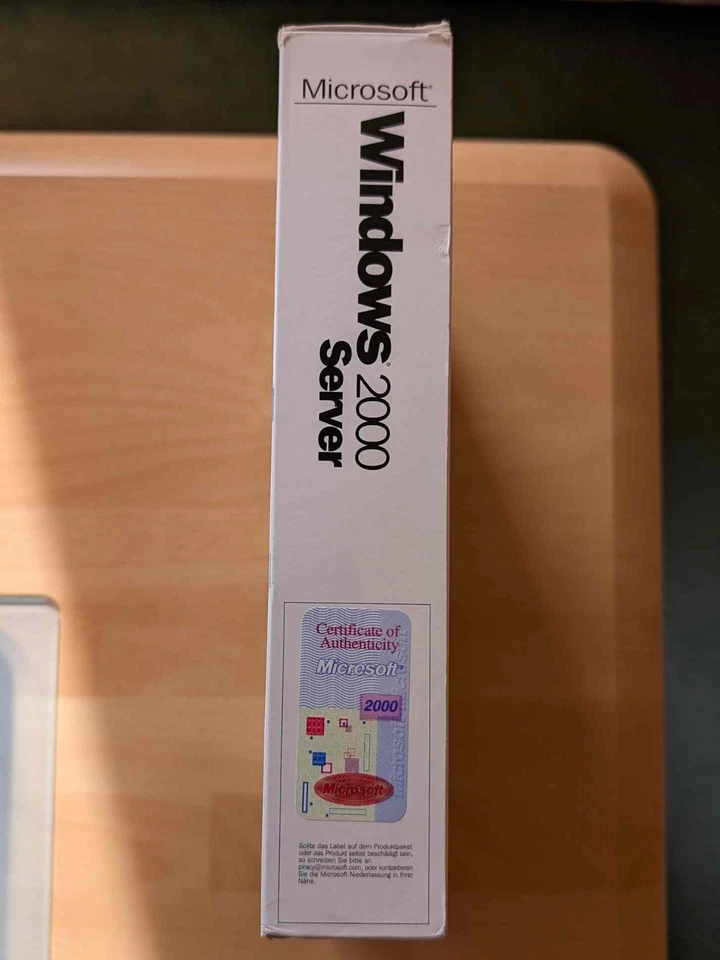 Microsoft®
Windows® 2000
Server
Certificate of
Authenticity
Microsoft®
2000
Microsoft
Microsoft
Sollte das Label auf dem Produktpaket
oder das Produkt selbst beschädigt sein,
so schreiben Sie bitte an
piracy@microsoft.com, oder kontaktieren
Sie die Microsoft-Niederlassung in Ihrer
Nähe.